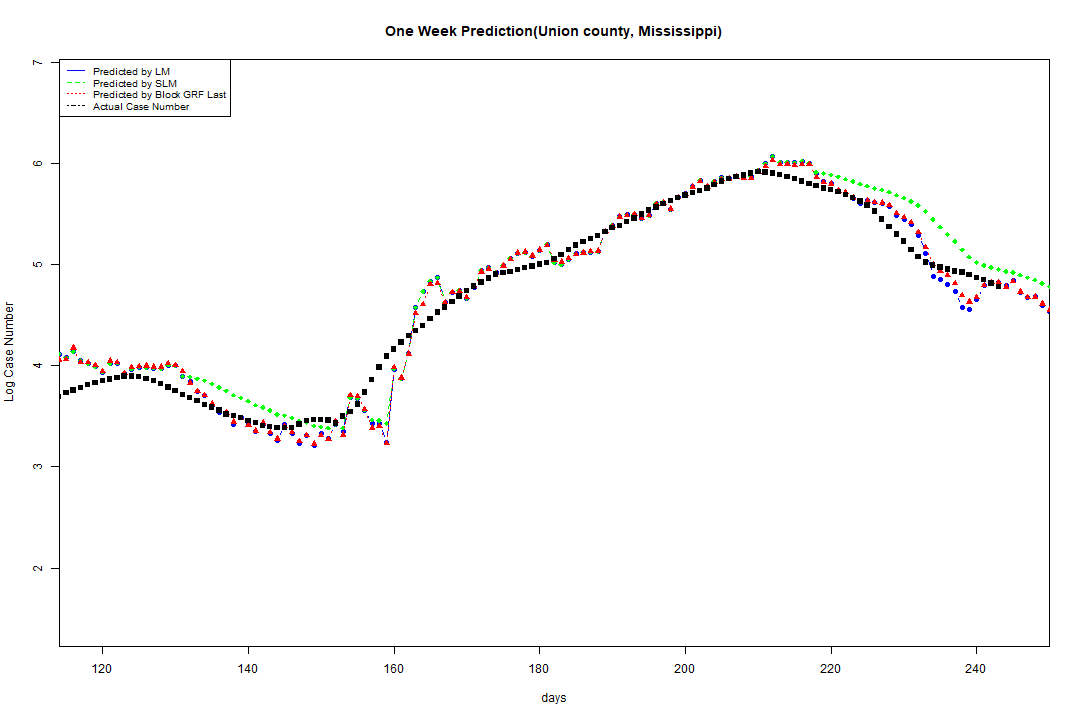 One Week Prediction(Union county, Mississippi)
Predicted by LM
Predicted by SLM
Predicted by Block GRF Last
Actual Case Number
7
6
5
4
3
2
Log Case Number
120 140 160 180 200 220 240
days